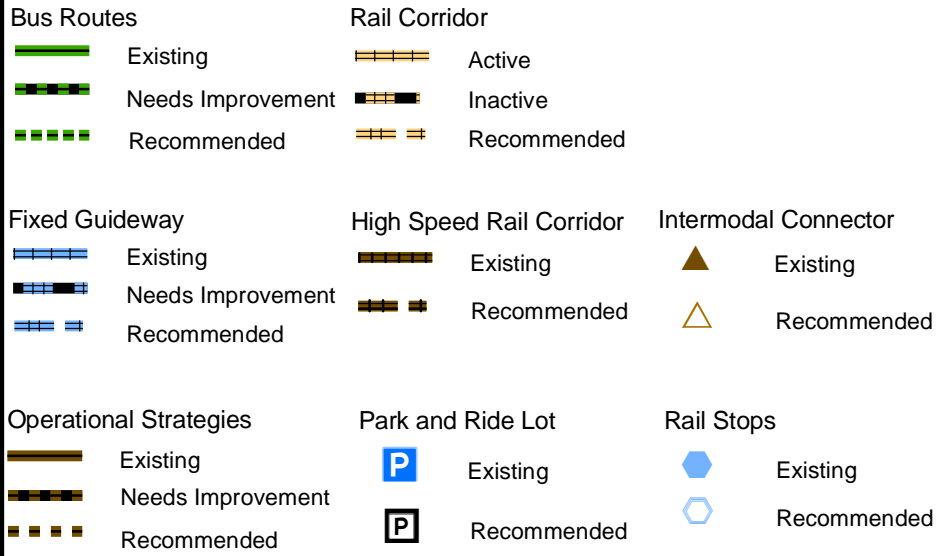 Bus Routes
Existing
Needs Improvement
Recommended
Rail Corridor
Active
Inactive
Recommended
Fixed Guideway
Existing
Needs Improvement
Recommended
High Speed Rail Corridor
Existing
Recommended
Intermodal Connector
Existing
Recommended
Operational Strategies
Existing
Needs Improvement
Recommended
Park and Ride Lot
P Existing
P Recommended
Rail Stops
Existing
Recommended